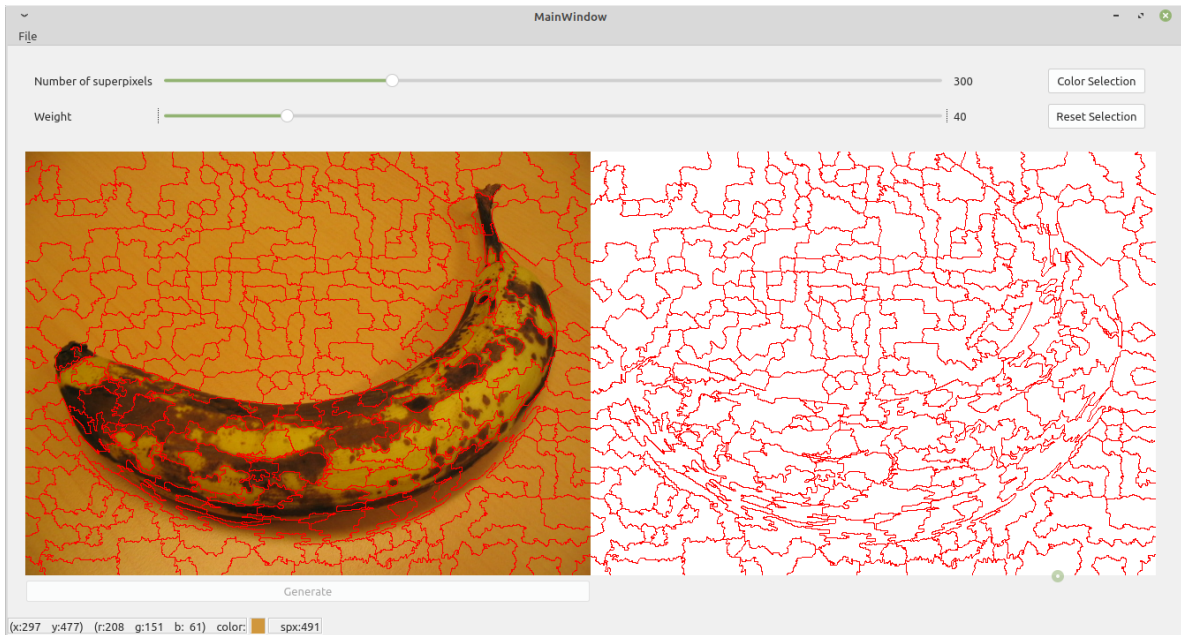 MainWindow
File
Number of superpixels 300 Color Selection
Weight 40 Reset Selection
Generate
(x:297 y:477) (r:208 g:151 b: 61) color: spx:491